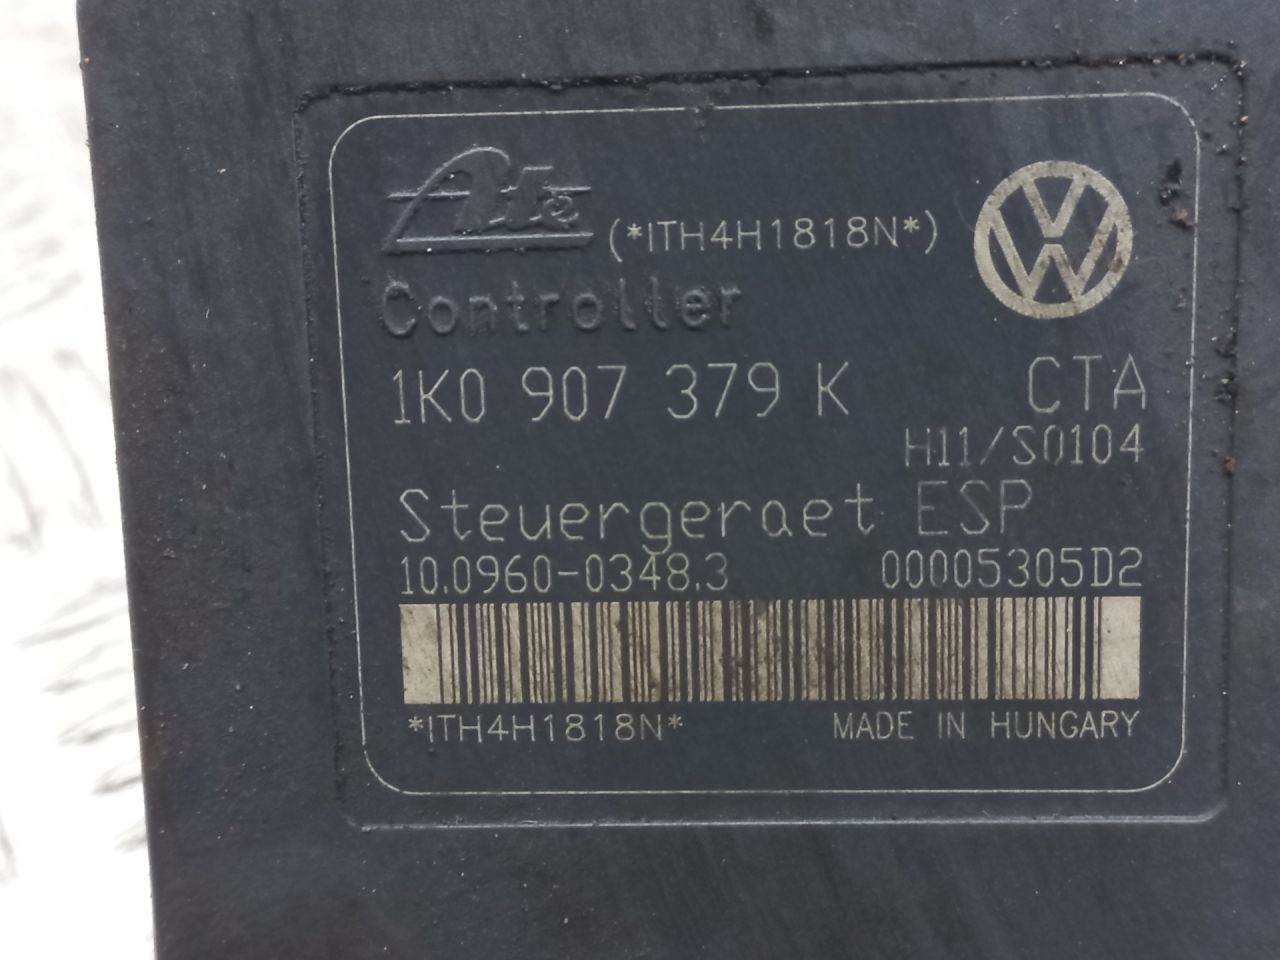 Ate (*ITH4H1818N*)
Controller
1K0 907 379 K CTA
H11/S0104
Steuergeraet ESP
10.0960-0348.3 00005305D2
*ITH4H1818N* MADE IN HUNGARY